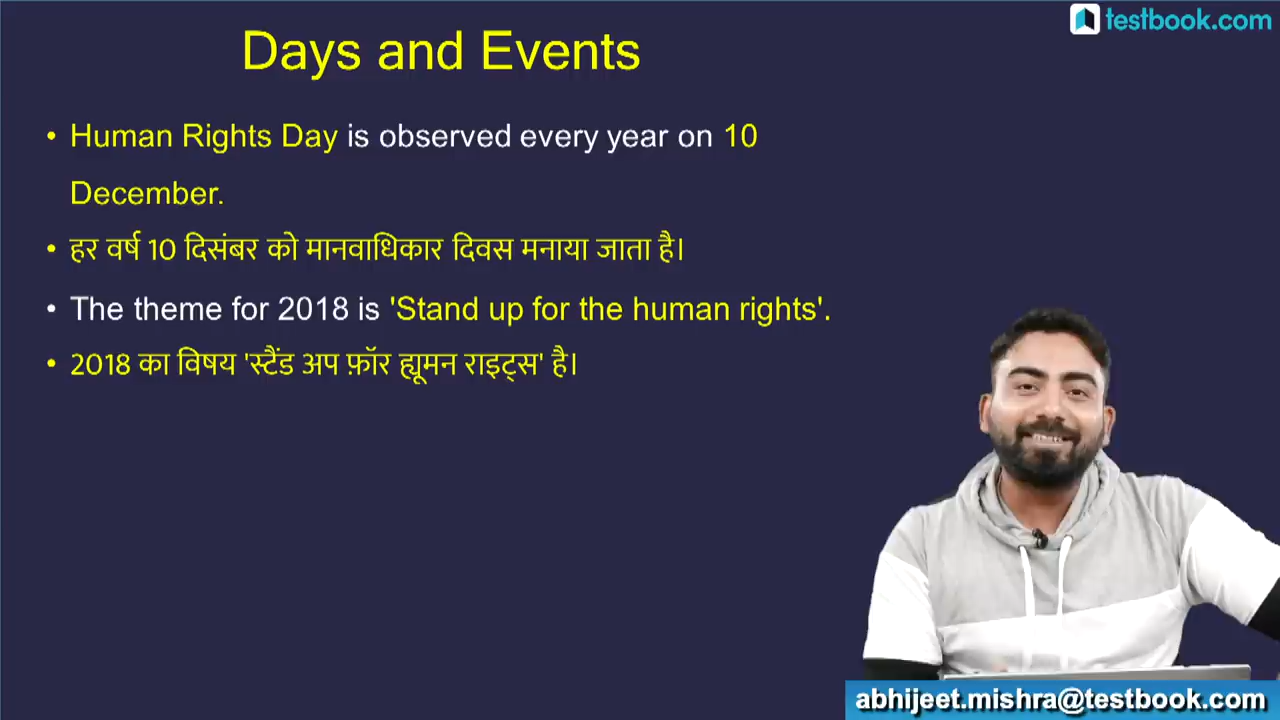 testbook.com
Days and Events
• Human Rights Day is observed every year on 10
December.
• हर वर्ष 10 दिसंबर को मानवाधिकार दिवस मनाया जाता है।
• The theme for 2018 is 'Stand up for the human rights'.
• 2018 का विषय 'स्टैंड अप फ़ॉर ह्यूमन राइट्स' है।
abhijeet.mishra@testbook.com